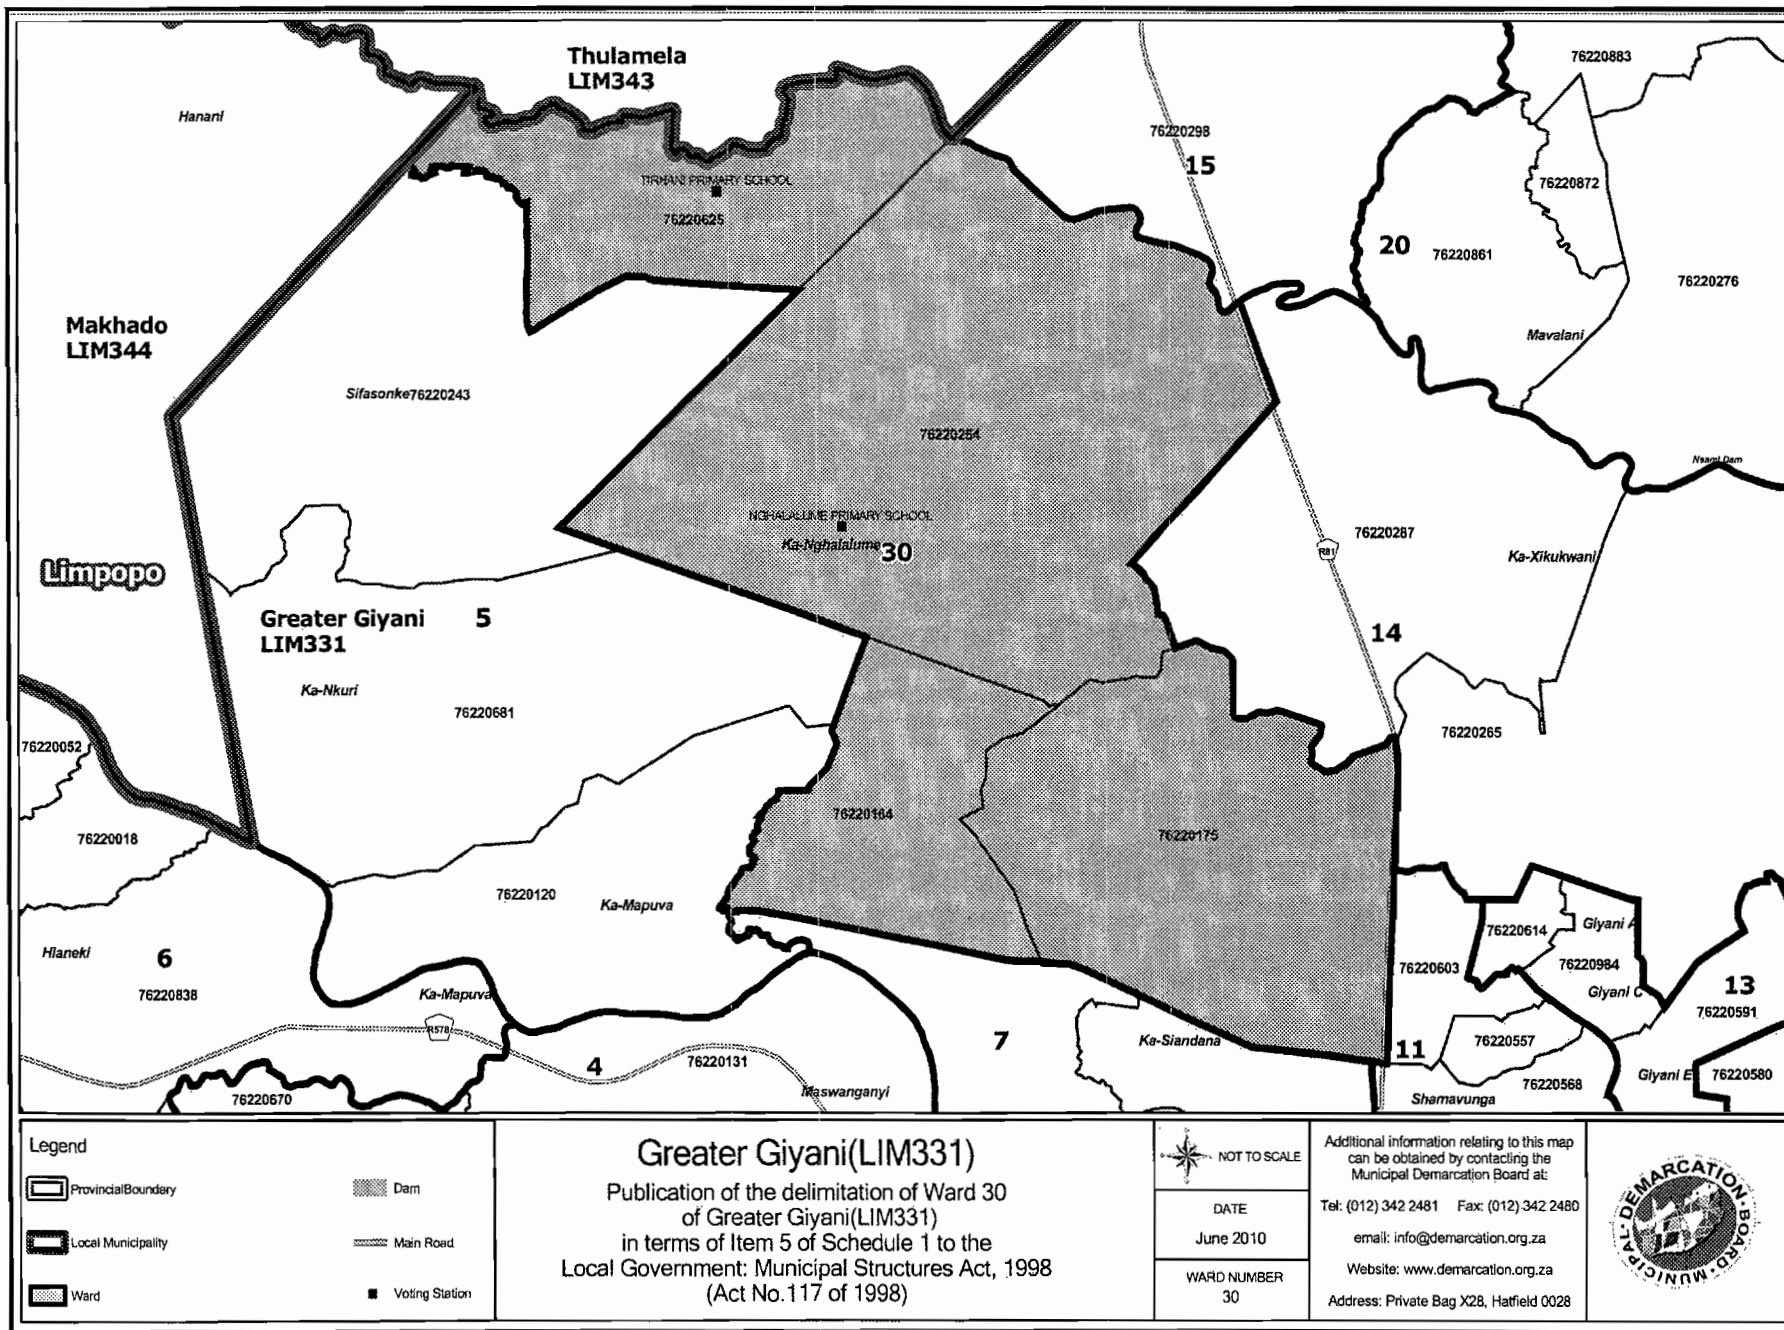 Thulamela
LIM343
76220883
Hanani
76220298
15
TIRHANI PRIMARY SCHOOL
76220625
76220872
20
76220861
76220276
Makhado
LIM344
Mavalani
Sifasonke76220243
76220254
Nsami Dam
NGHALALUME PRIMARY SCHOOL
Ka-Nghalalume
30
76220287
R81
Ka-Xikukwani
Limpopo
Greater Giyani
LIM331
5
14
Ka-Nkuri
76220681
76220265
76220052
76220018
76220164
76220175
76220120
Ka-Mapuva
76220614
Giyani A
Hlaneki
6
76220603
76220984
76220838
Ka-Mapuva
Giyani C
13
76220591
R578
7
Ka-Siandana
76220557
11
4
76220131
76220568
Giyani E
76220580
76220670
Maswanganyi
Shamavunga
Legend
ProvincialBoundery
Dam
Local Municipality
Main Road
Ward
Voting Station
Greater Giyani(LIM331)
Publication of the delimitation of Ward 30
of Greater Giyani(LIM331)
in terms of Item 5 of Schedule 1 to the
Local Government: Municipal Structures Act, 1998
(Act No.117 of 1998)
NOT TO SCALE
DATE
June 2010
WARD NUMBER
30
Additional information relating to this map
can be obtained by contacting the
Municipal Demarcation Board at:
Tel: (012) 342 2481 Fax: (012) 342 2480
email: info@demarcation.org.za
Website: www.demarcation.org.za
Address: Private Bag X28, Hatfield 0028
MUNICIPAL DEMARCATION BOARD